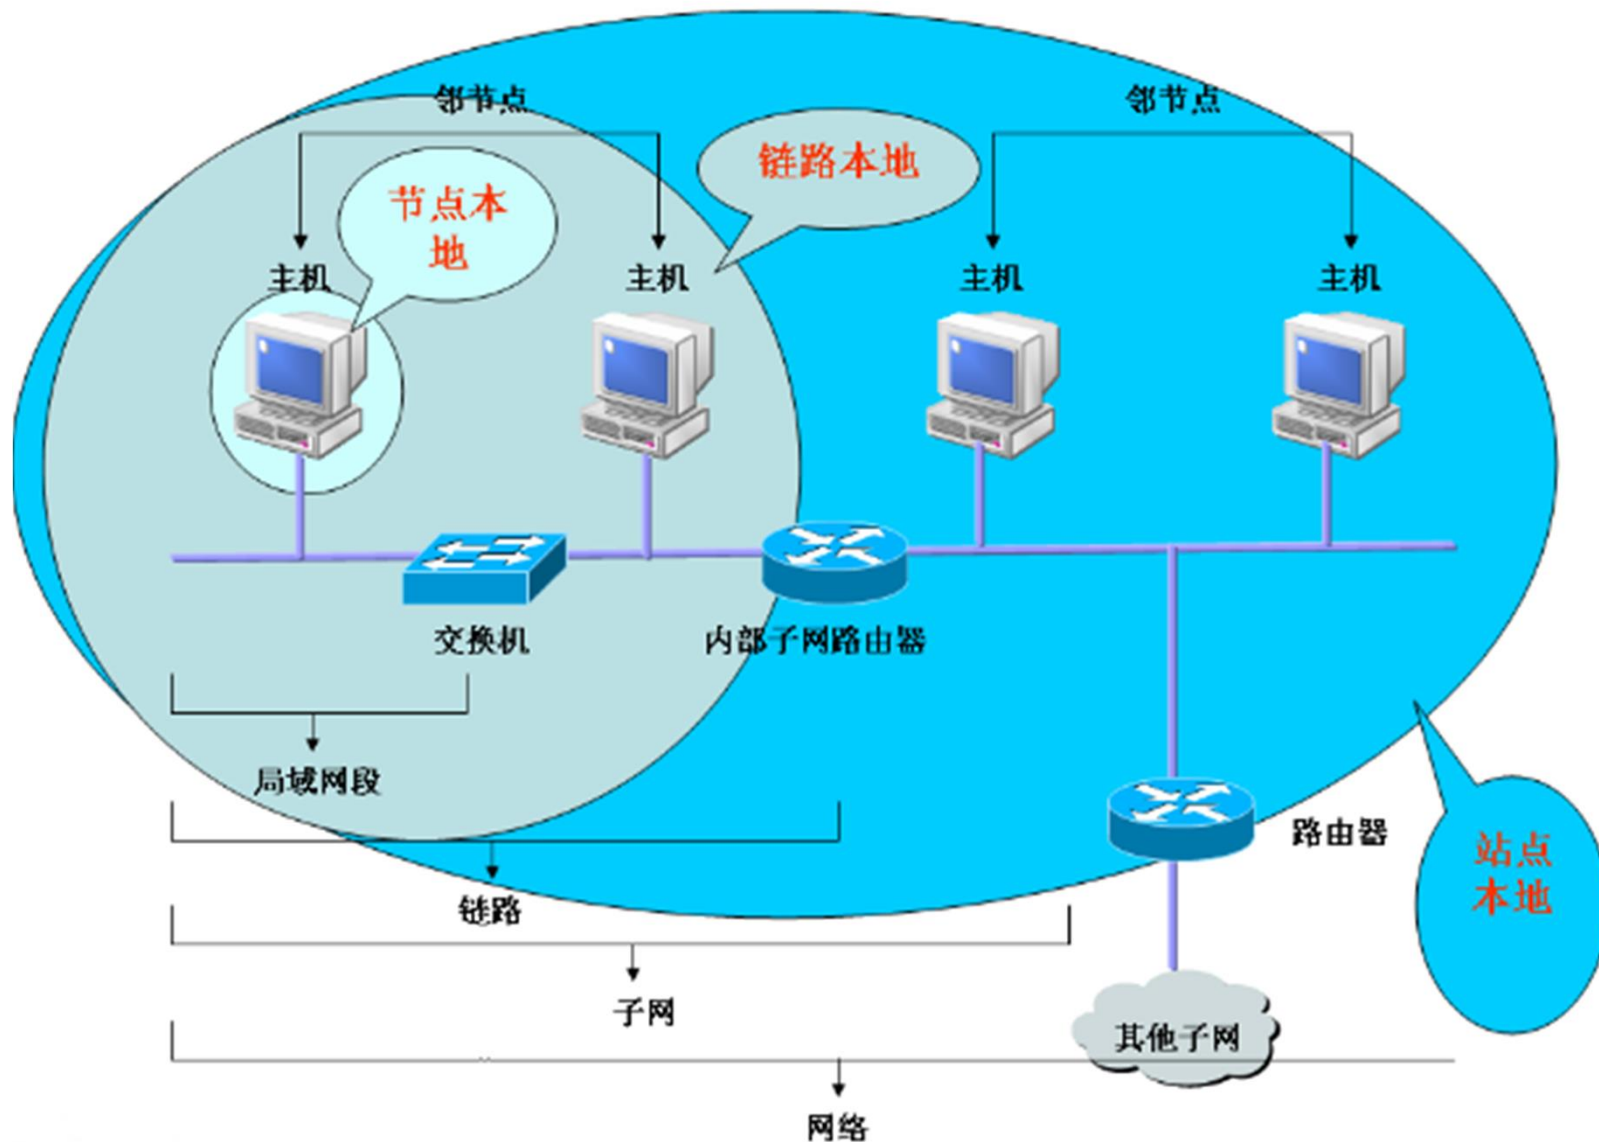 邻节点
邻节点
链路本地
节点本
地
主机
主机
主机
主机
交换机
内部子网路由器
局域网段
路由器
站点
本地
链路
子网
其他子网
网络